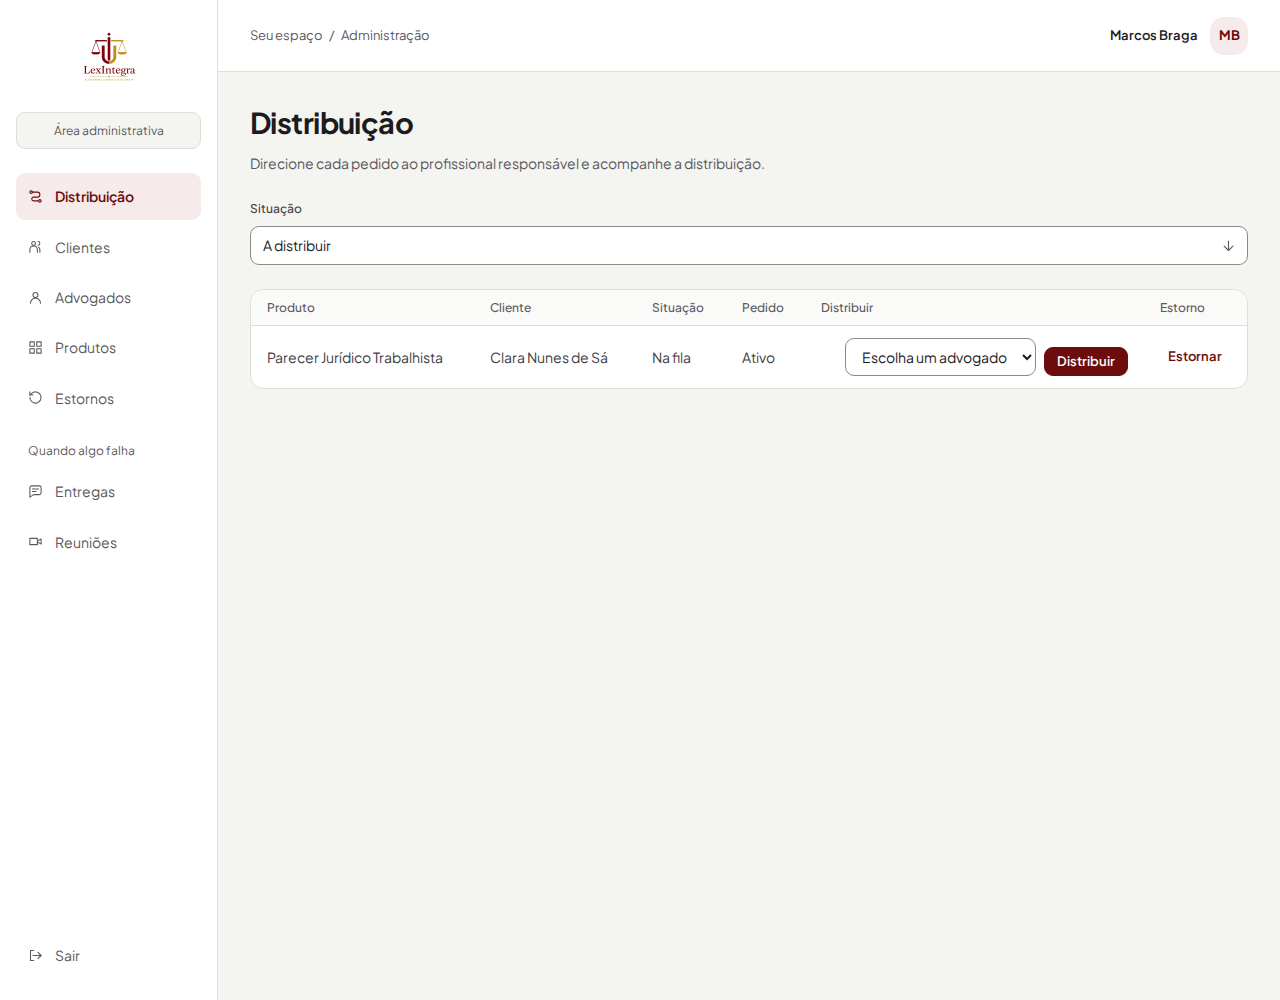 LexIntegra
Seu espaço / Administração
Marcos Braga MB
Área administrativa
Distribuição
Clientes
Advogados
Produtos
Estornos
Quando algo falha
Entregas
Reuniões
Sair
Distribuição
Direcione cada pedido ao profissional responsável e acompanhe a distribuição.
Situação
A distribuir
Produto Cliente Situação Pedido Distribuir Estorno
Parecer Jurídico Trabalhista Clara Nunes de Sá Na fila Ativo Escolha um advogado Distribuir Estornar